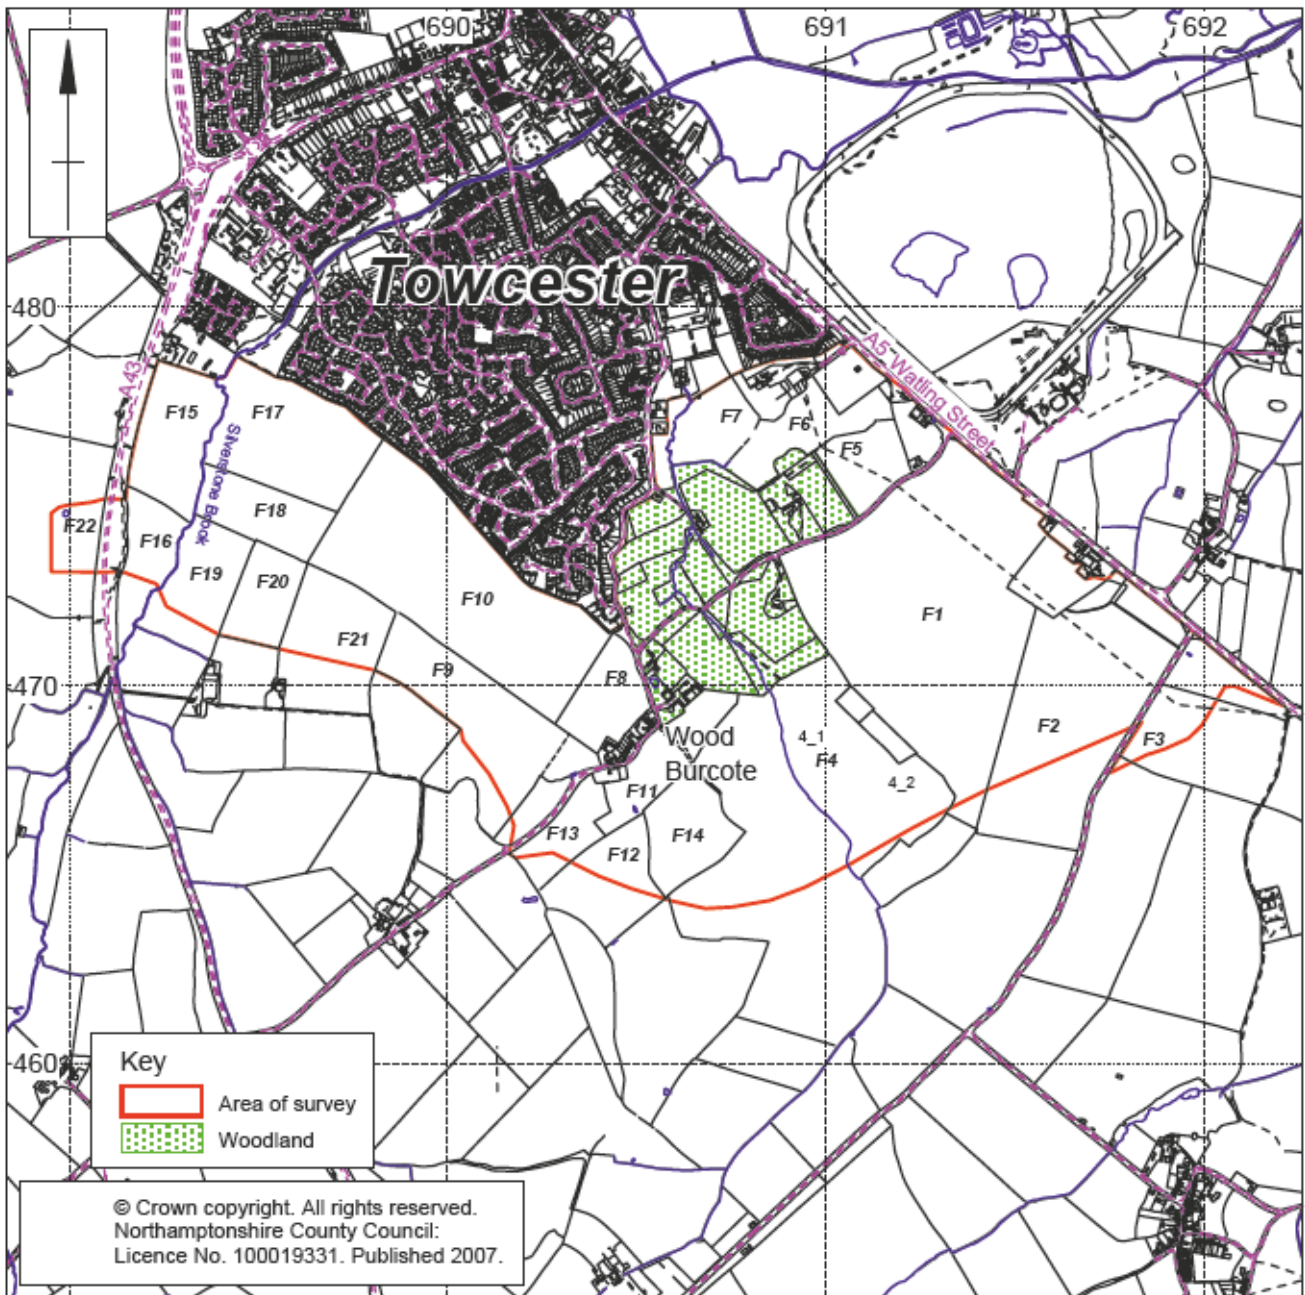 690
691
692
Towcester
480
A43
A5 Watling Street
F15
F17
F7
F6
F5
Silverstone Brook
F22
F16
F18
F19
F20
F10
F1
F21
F9
F8
470
Wood
Burcote
4_1
F4
F2
F3
4_2
F11
F13
F12
F14
460
Key
Area of survey
Woodland
© Crown copyright. All rights reserved.
Northamptonshire County Council:
Licence No. 100019331. Published 2007.